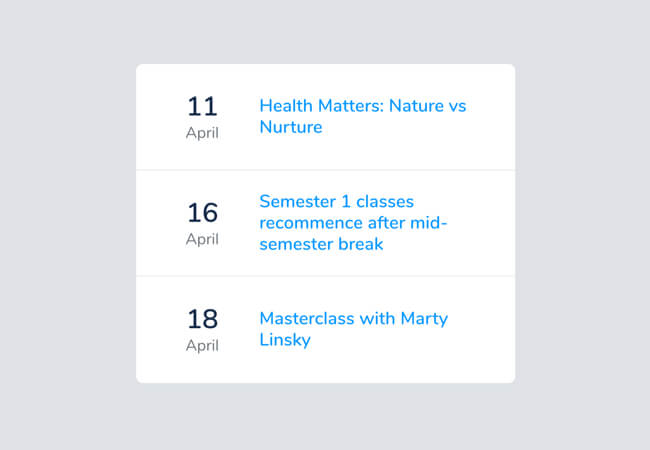 11
April
Health Matters: Nature vs
Nurture
16
April
Semester 1 classes
recommence after mid-
semester break
18
April
Masterclass with Marty
Linsky